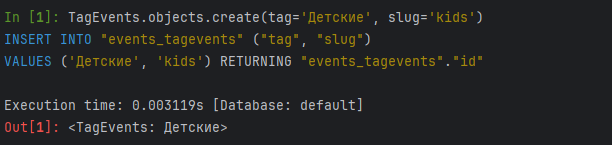 In [1]: TagEvents.objects.create(tag='Детские', slug='kids')
INSERT INTO "events_tagevents" ("tag", "slug")
VALUES ('Детские', 'kids') RETURNING "events_tagevents"."id"
Execution time: 0.003119s [Database: default]
Out[1]: <TagEvents: Детские>